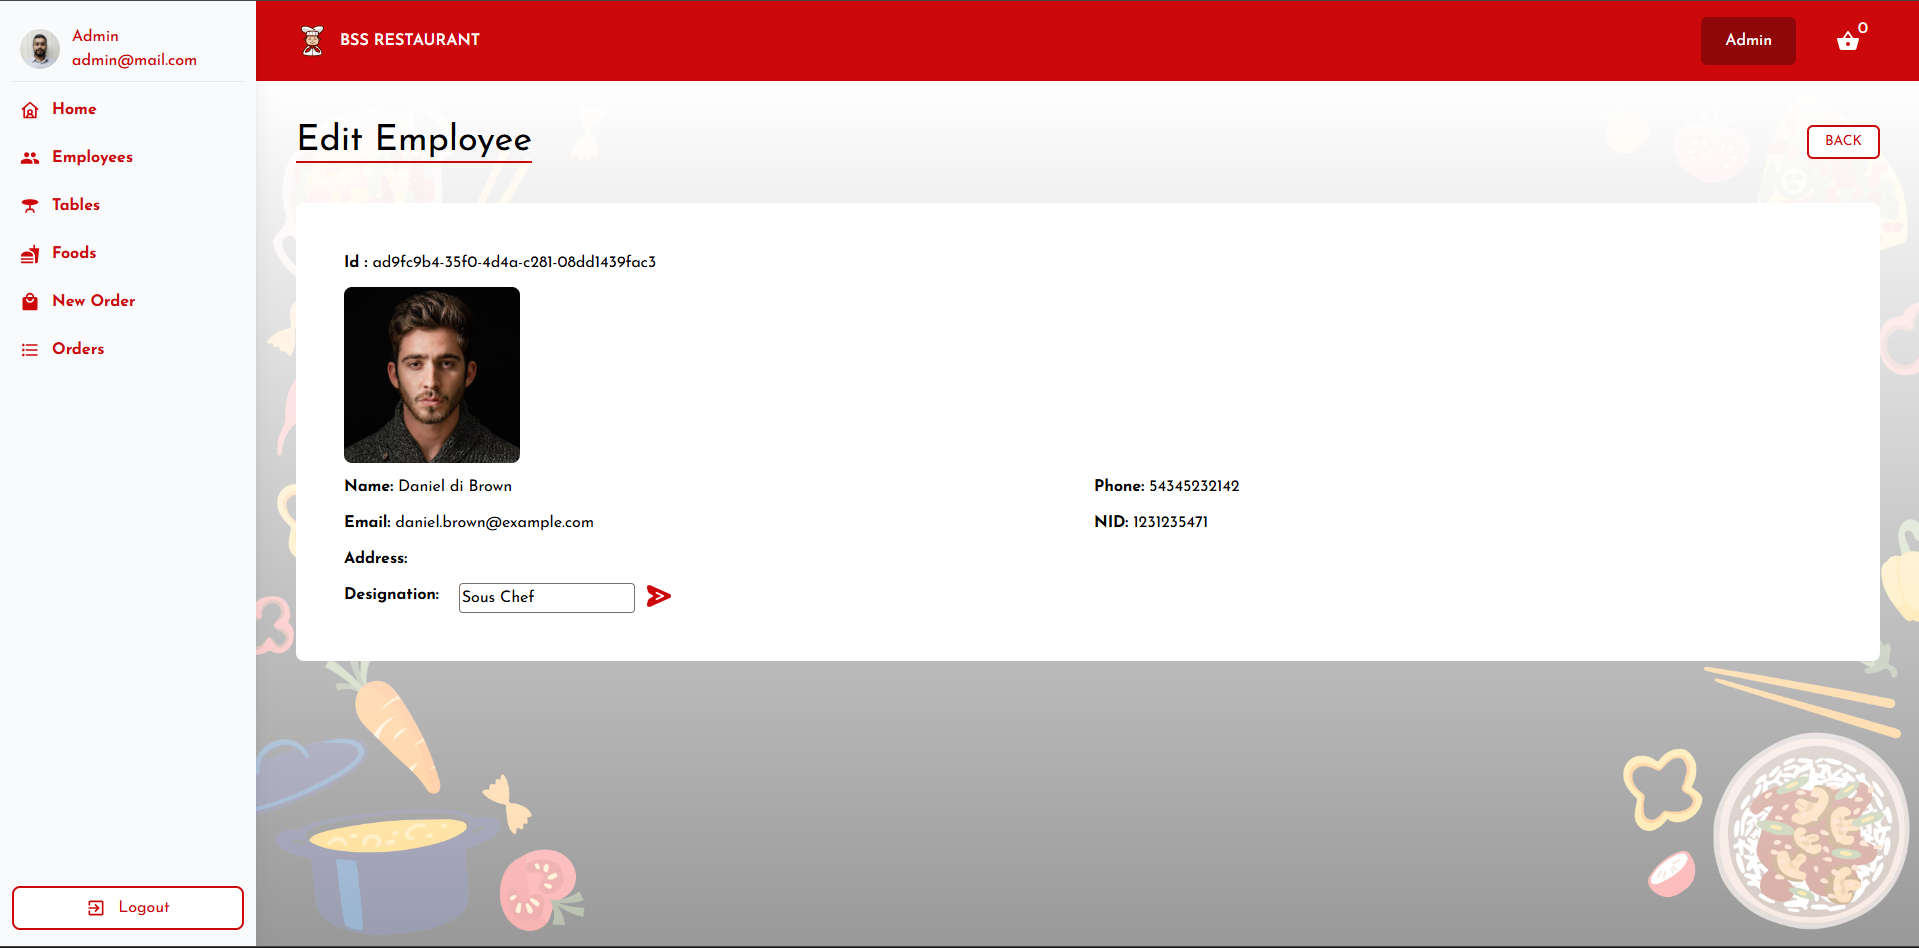 Admin
admin@mail.com
Home
Employees
Tables
Foods
New Order
Orders
Logout
BSS RESTAURANT
Admin
0
Edit Employee
BACK
Id : ad9fc9b4-35f0-4d4a-c281-08dd1439fac3
Name: Daniel di Brown
Phone: 54345232142
Email: daniel.brown@example.com
NID: 1231235471
Address:
Designation: Sous Chef